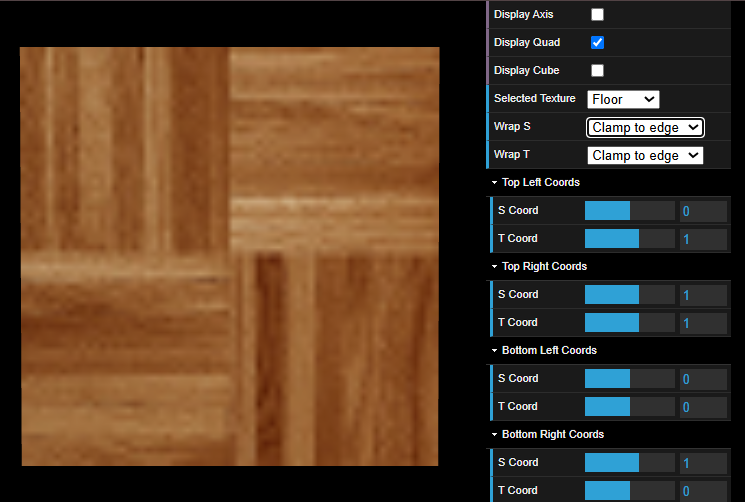 Display Axis
Display Quad
Display Cube
Selected Texture Floor
Wrap S Clamp to edge
Wrap T Clamp to edge
Top Left Coords
S Coord 0
T Coord 1
Top Right Coords
S Coord 1
T Coord 1
Bottom Left Coords
S Coord 0
T Coord 0
Bottom Right Coords
S Coord 1
T Coord 0